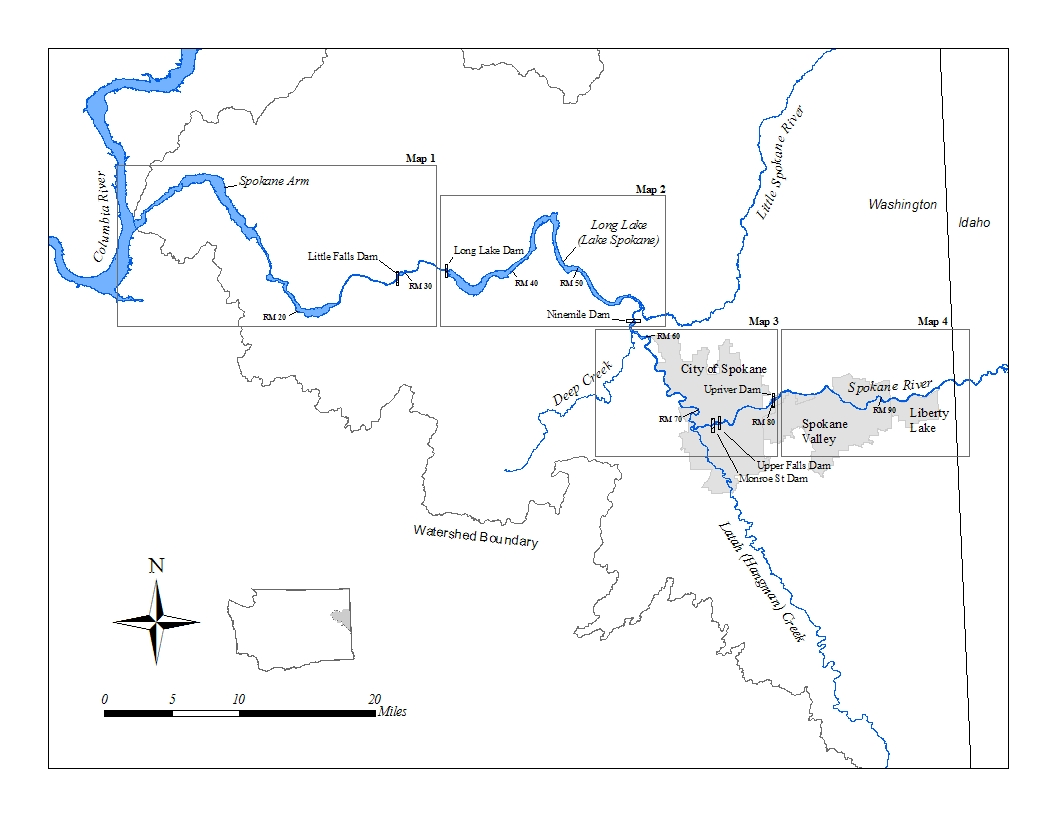 Map 1
Spokane Arm
Columbia River
Little Falls Dam
RM 30
RM 20
Map 2
Long Lake
(Lake Spokane)
Long Lake Dam
RM 40
RM 50
Ninemile Dam
Little Spokane River
Washington
Idaho
Map 3
RM 60
City of Spokane
Upriver Dam
RM 70
RM 80
Upper Falls Dam
Monroe St Dam
Deep Creek
Map 4
Spokane River
RM 90
Spokane
Valley
Liberty
Lake
Watershed Boundary
Latah (Hangman) Creek
N
0 5 10 20
Miles